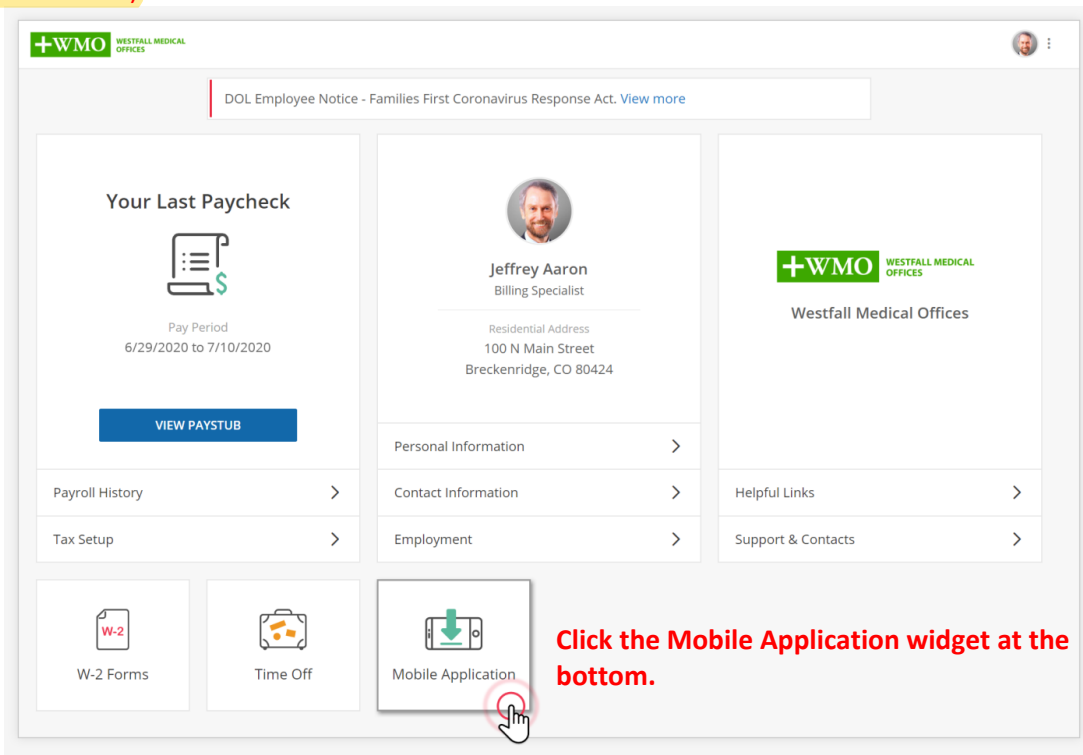 +WMO WESTFALL MEDICAL
OFFICES
DOL Employee Notice - Families First Coronavirus Response Act. View more
Your Last Paycheck
$
Pay Period
6/29/2020 to 7/10/2020
VIEW PAYSTUB
Payroll History
Tax Setup
Jeffrey Aaron
Billing Specialist
Residential Address
100 N Main Street
Breckenridge, CO 80424
Personal Information
Contact Information
Employment
+WMO WESTFALL MEDICAL
OFFICES
Westfall Medical Offices
Helpful Links
Support & Contacts
W-2
W-2 Forms
Time Off
Mobile Application
Click the Mobile Application widget at the
bottom.